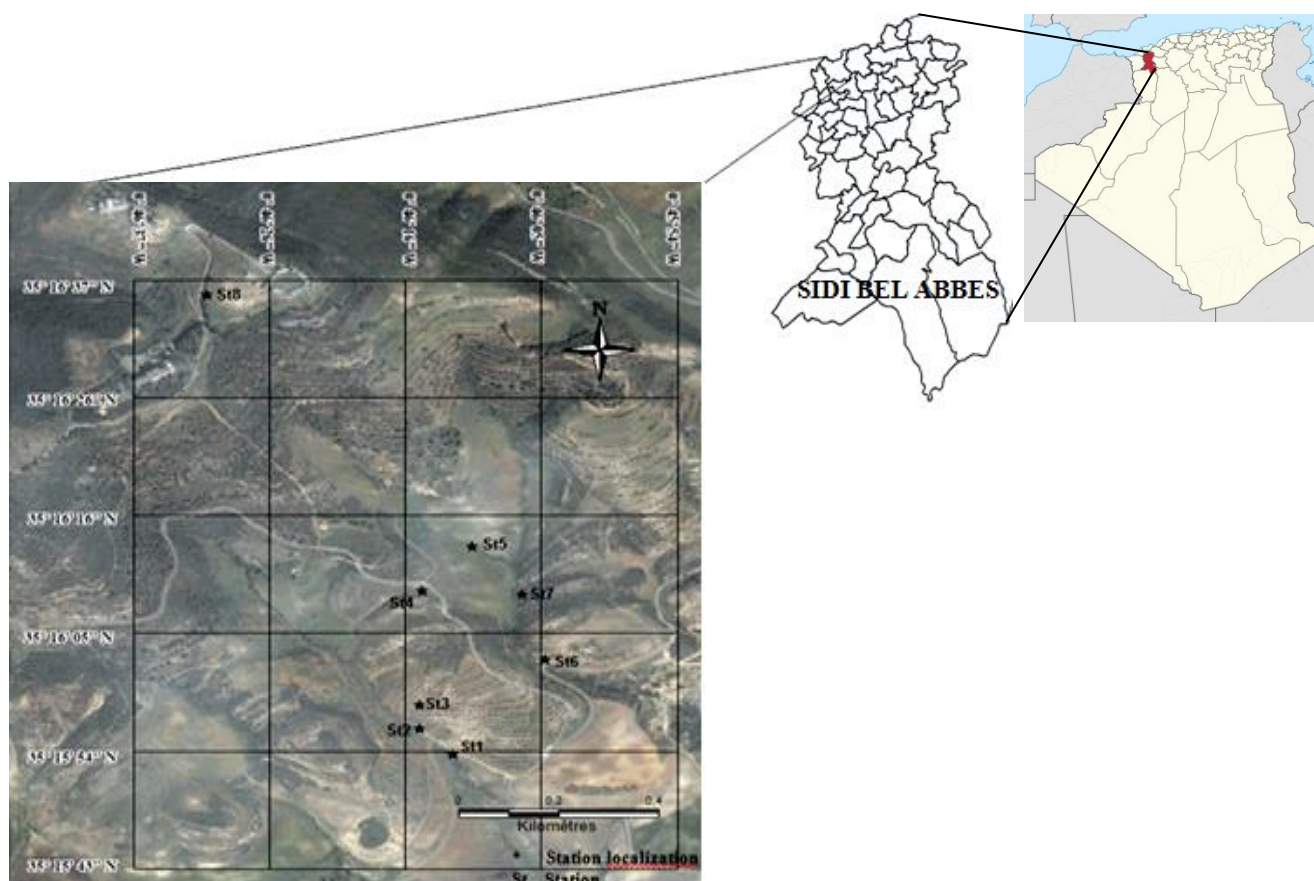 SIDI BEL ÀBBES
35° 16' 37" N
St8
N
35° 16' 26" N
35° 16' 16" N
St5
St4
St7
35° 16' 05" N
St6
St3
St2
St1
35° 15' 54" N
0 0.2 0.4
Kilomètres
35° 15' 43" N
Station localization
St Station